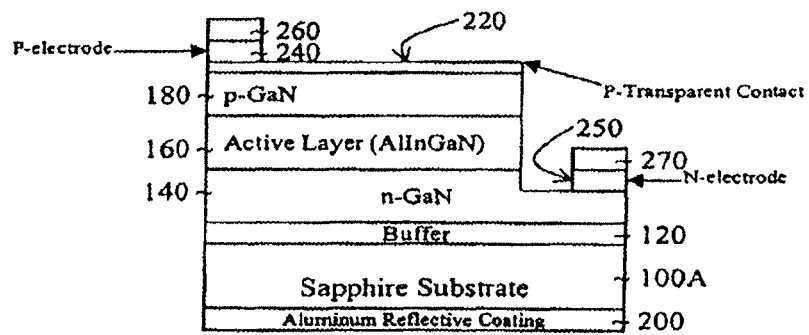 260
220
P-electrode
240
P-Transparent Contact
180
p-GaN
250
160
Active Layer (AlInGaN)
270
N-electrode
140
n-GaN
Buffer
120
Sapphire Substrate
100A
Aluminum Reflective Coating
200